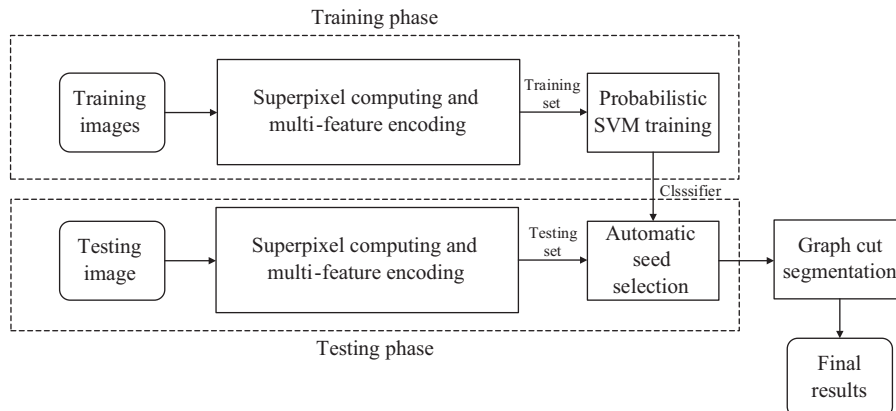 Training phase
Training
images
Superpixel computing and
multi-feature encoding
Training
set
Probabilistic
SVM training
Clsssifier
Testing
image
Superpixel computing and
multi-feature encoding
Testing
set
Automatic
seed
selection
Graph cut
segmentation
Testing phase
Final
results